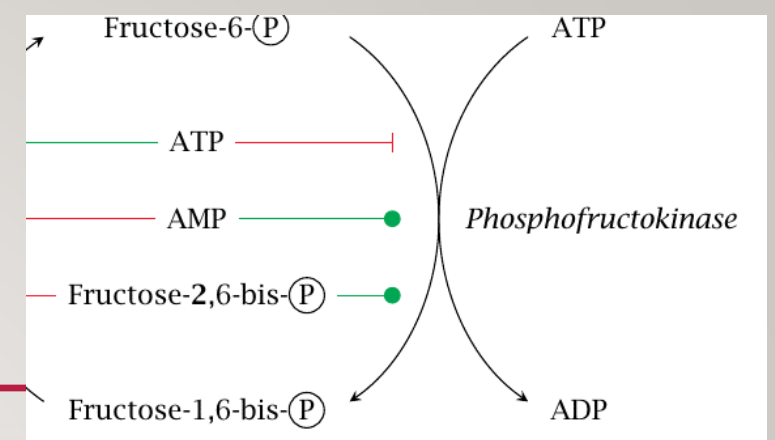 Fructose-6-Ⓟ ATP
ATP
AMP Phosphofructokinase
Fructose-2,6-bis-Ⓟ
Fructose-1,6-bis-Ⓟ ADP